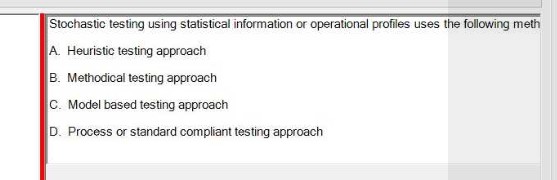 Stochastic testing using statistical information or operational profiles uses the following meth
A. Heuristic testing approach
B. Methodical testing approach
C. Model based testing approach
D. Process or standard compliant testing approach